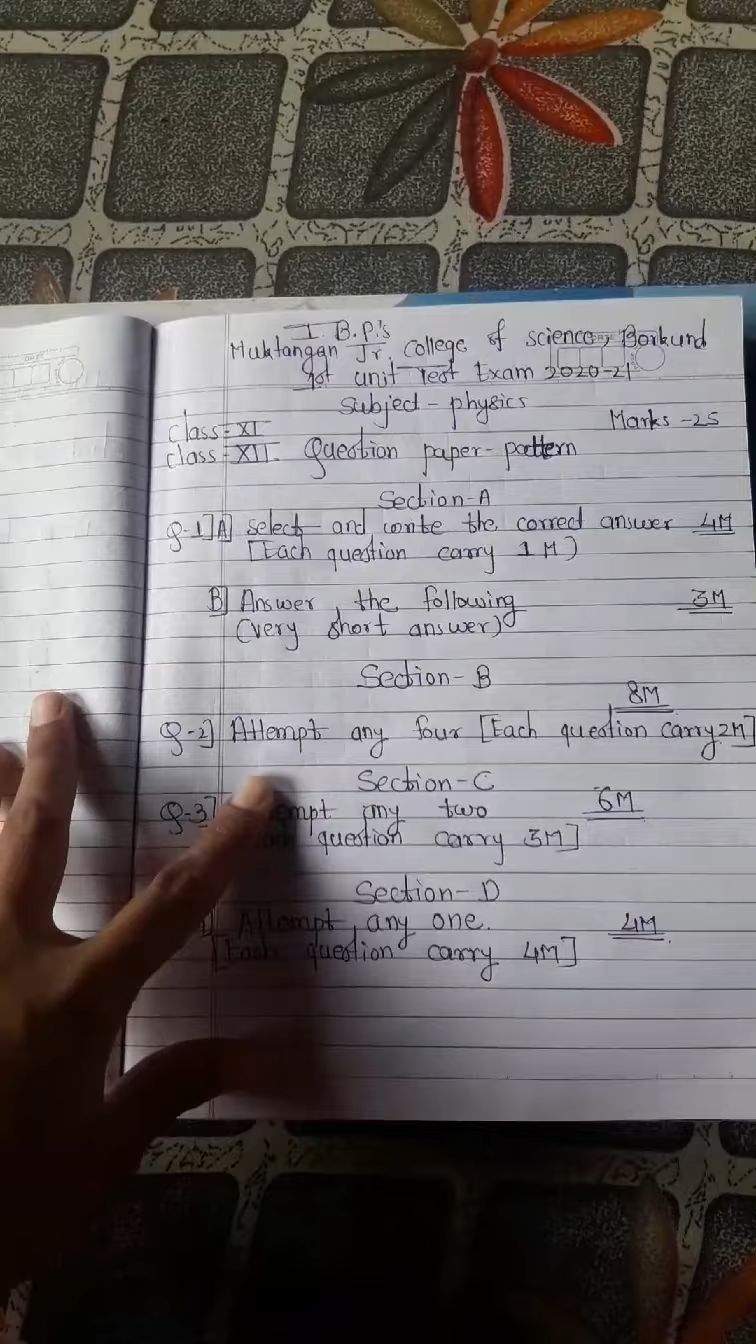 I. B.P.'s
Muktangan Jr. College of science, Borkund
1st unit Test Exam 2020-21
Subject - physics
class - XI
Marks - 25
class - XII Question paper - pattern
Section - A
Q-1] A] select and write the correct answer 4M
[Each question carry 1 M)
B] Answer the following 3M
(very short answer)
Section - B
8M
Q-2] Attempt any four [Each question carry 2M]
Section - C
Q-3] any two 6M
question carry 3M]
Section - D
Attempt any one. 4M
[Each question carry 4M]